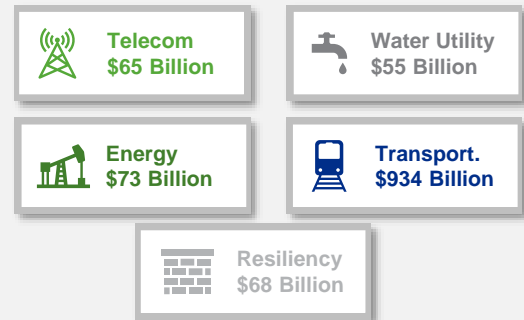 Telecom
$65 Billion
Water Utility
$55 Billion
Energy
$73 Billion
Transport.
$934 Billion
Resiliency
$68 Billion